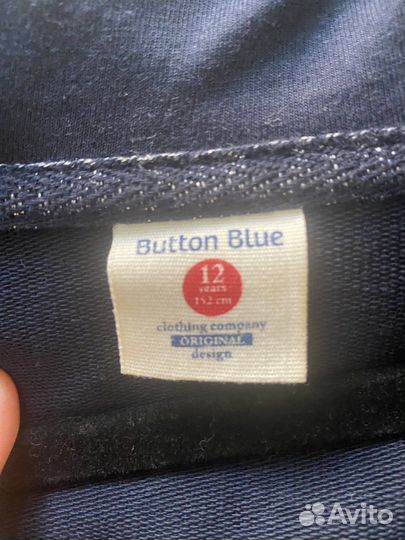 Button Blue
12
years
152 cm
clothing company
ORIGINAL
design
Avito